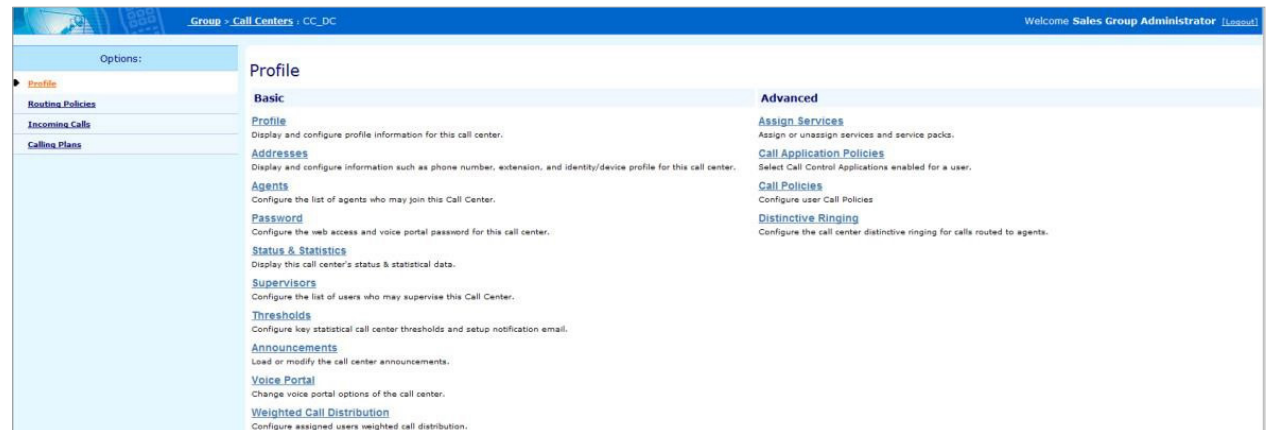 Group > Call Centers : CC_DC
Welcome Sales Group Administrator [Logout]
Options:
Profile
Routing Policies
Incoming Calls
Calling Plans
Profile
Basic
Profile
Display and configure profile information for this call center.
Addresses
Display and configure information such as phone number, extension, and identity/device profile for this call center.
Agents
Configure the list of agents who may join this Call Center.
Password
Configure the web access and voice portal password for this call center.
Status & Statistics
Display this call center's status & statistical data.
Supervisors
Configure the list of users who may supervise this Call Center.
Thresholds
Configure key statistical call center thresholds and setup notification email.
Announcements
Load or modify the call center announcements.
Voice Portal
Change voice portal options of the call center.
Weighted Call Distribution
Configure assigned users weighted call distribution.
Advanced
Assign Services
Assign or unassign services and service packs.
Call Application Policies
Select Call Control Applications enabled for a user.
Call Policies
Configure user Call Policies
Distinctive Ringing
Configure the call center distinctive ringing for calls routed to agents.